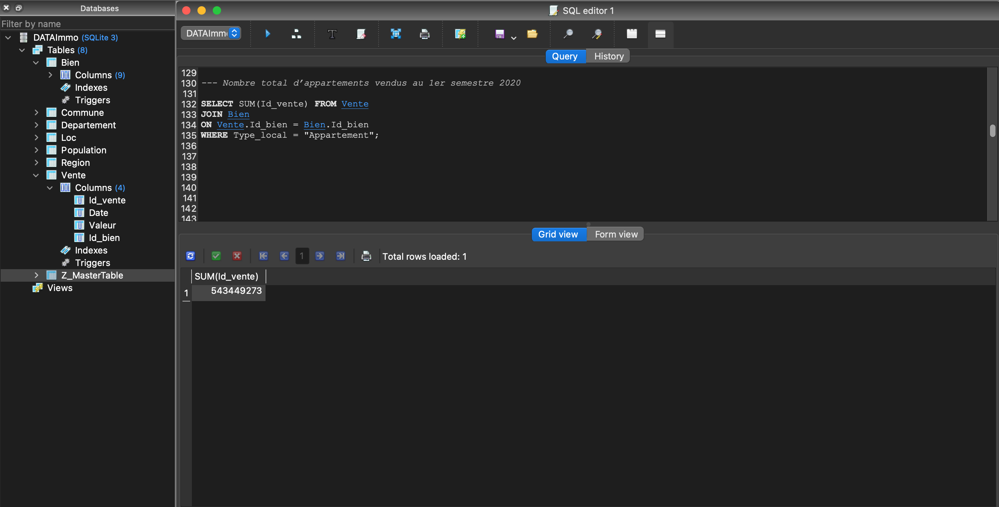 Databases
Filter by name
DATAImmo (SQLite 3)
Tables (8)
Bien
Columns (9)
Indexes
Triggers
Commune
Departement
Loc
Population
Region
Vente
Columns (4)
Id_vente
Date
Valeur
Id_bien
Indexes
Triggers
Z_MasterTable
Views
SQL editor 1
DATAImm
Query History
129
130 --- Nombre total d’appartements vendus au 1er semestre 2020
131
132 SELECT SUM(Id_vente) FROM Vente
133 JOIN Bien
134 ON Vente.Id_bien = Bien.Id_bien
135 WHERE Type_local = "Appartement";
136
137
138
139
140
141
142
143
Grid view Form view
1 Total rows loaded: 1
SUM(Id_vente)
1 543449273